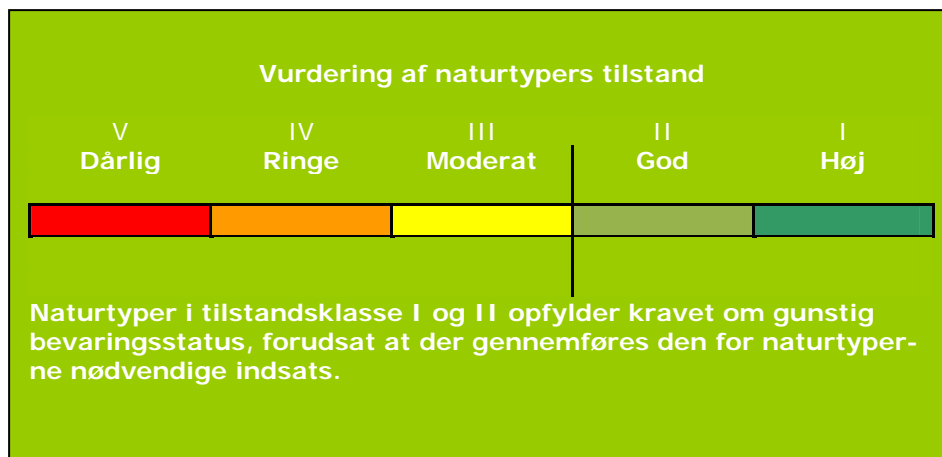 Vurdering af naturtypers tilstand
V IV III II I
Dårlig Ringe Moderat God Høj
Naturtyper i tilstandsklasse I og II opfylder kravet om gunstig
bevaringsstatus, forudsat at der gennemføres den for naturtyper-
ne nødvendige indsats.